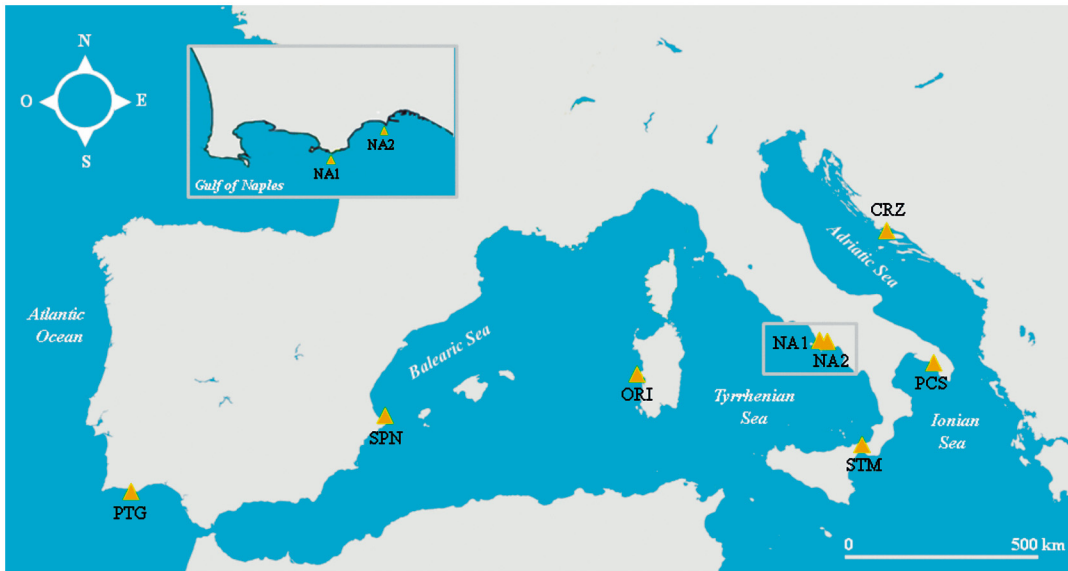 N
O
E
S
NA2
NA1
Gulf of Naples
CRZ
Adriatic Sea
Atlantic
Ocean
Balearic Sea
NA1
NA2
ORI
PCS
Tyrrhenian
Sea
SPN
Ionian
Sea
STM
PTG
0
500 km